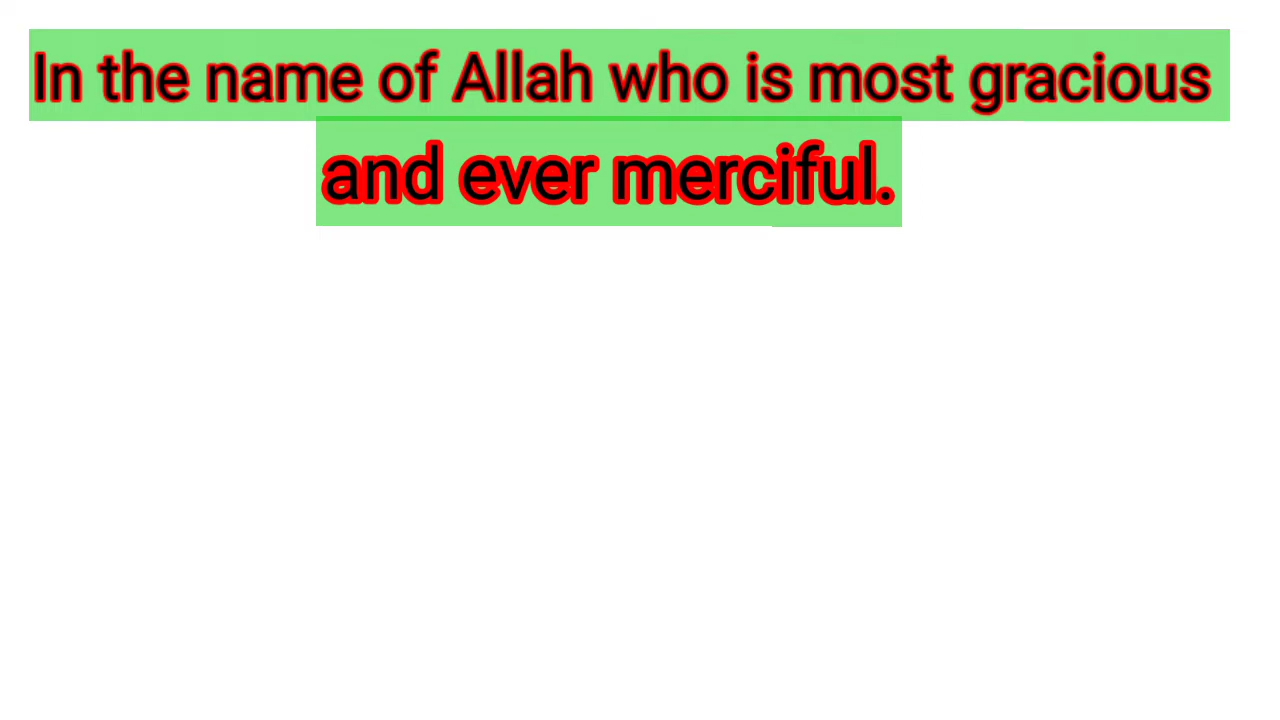 In the name of Allah who is most gracious
and ever merciful.